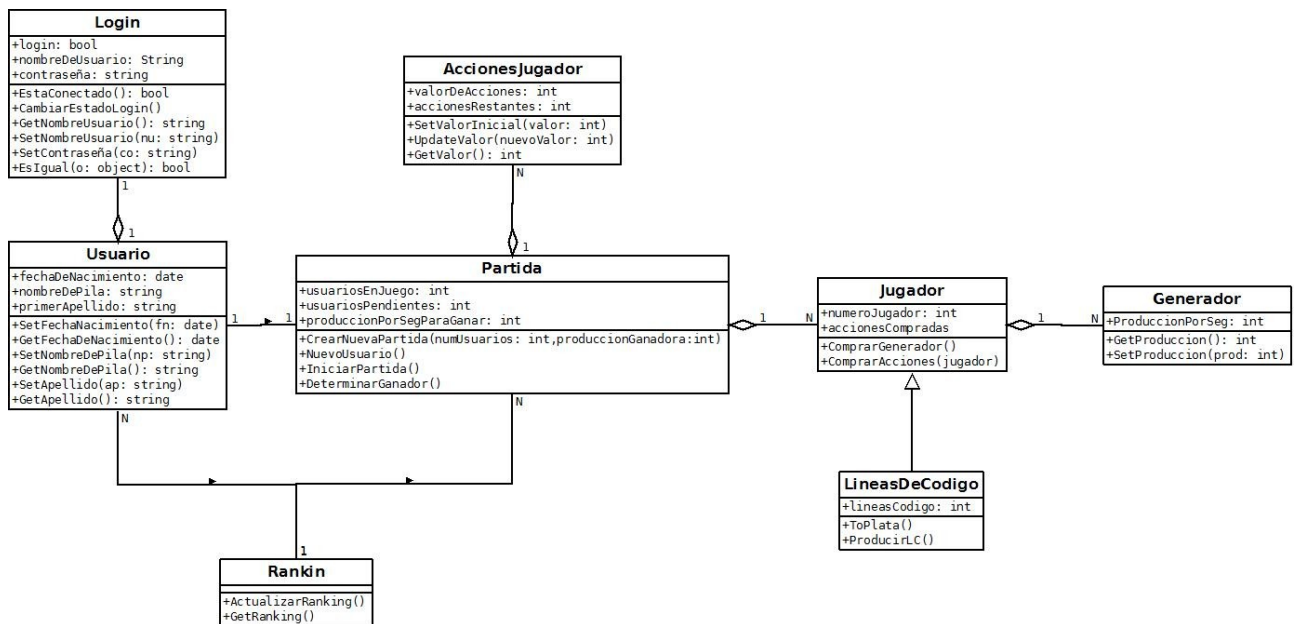 Login
+login: bool
+nombreDeUsuario: String
+contraseña: string
+EstaConectado(): bool
+CambiarEstadoLogin()
+GetNombreUsuario(): string
+SetNombreUsuario(nu: string)
+SetContraseña(co: string)
+EsIgual(o: object): bool
1
1
AccionesJugador
+valorDeAcciones: int
+accionesRestantes: int
+SetValorInicial(valor: int)
+UpdateValor(nuevoValor: int)
+GetValor(): int
N
1
Usuario
+fechaDeNacimiento: date
+nombreDePila: string
+primerApellido: string
+SetFechaNacimiento(fn: date)
+GetFechaDeNacimiento(): date
+SetNombreDePila(np: string)
+GetNombreDePila(): string
+SetApellido(ap: string)
+GetApellido(): string
1
1
N
Partida
+usuariosEnJuego: int
+usuariosPendientes: int
+produccionPorSegParaGanar: int
+CrearNuevaPartida(numUsuarios: int,produccionGanadora:int)
+NuevoUsuario()
+IniciarPartida()
+DeterminarGanador()
N
1
N
Jugador
+numeroJugador: int
+accionesCompradas
+ComprarGenerador()
+ComprarAcciones(jugador)
1
N
Generador
+ProduccionPorSeg: int
+GetProduccion(): int
+SetProduccion(prod: int)
LineasDeCodigo
+lineasCodigo: int
+ToPlata()
+ProducirLC()
1
Rankin
+ActualizarRanking()
+GetRanking()